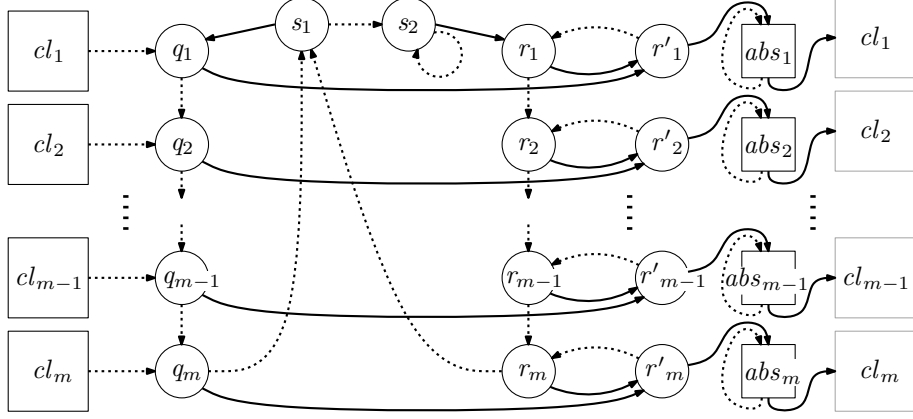 s₁ s₂
cl₁ q₁ r₁ r'₁ abs₁ cl₁
cl₂ q₂ r₂ r'₂ abs₂ cl₂
clₘ₋₁ qₘ₋₁ rₘ₋₁ r'ₘ₋₁ absₘ₋₁ clₘ₋₁
clₘ qₘ rₘ r'ₘ absₘ clₘ